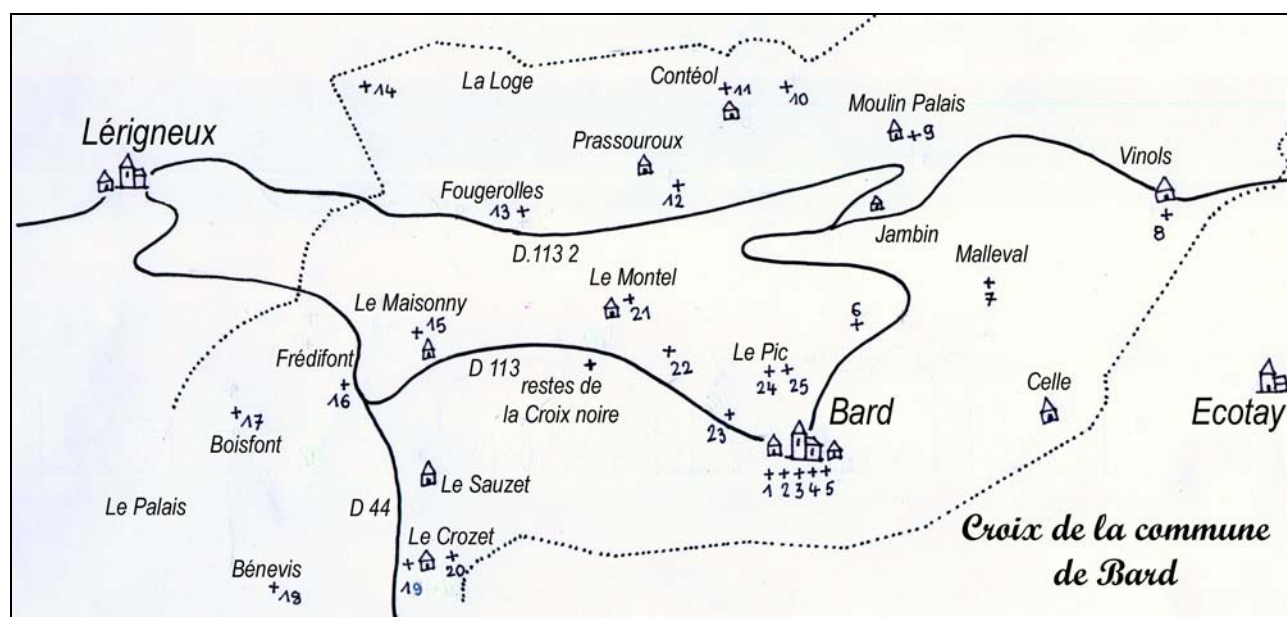 La Loge
Contéol
14
11
10
Moulin Palais
9
Lérigneux
Prassouroux
Vinols
Fougerolles
12
13
8
D.113 2
Jambin
Malleval
7
Le Montel
21
Le Maisonny
15
6
Frédifont
D 113
restes de
la Croix noire
22
Le Pic
24 25
16
Celle
17
Boisfont
23
Bard
Ecotay
1 2 3 4 5
Le Sauzet
Le Palais
D 44
Le Crozet
20
19
Bénevis
18
Croix de la commune
de Bard